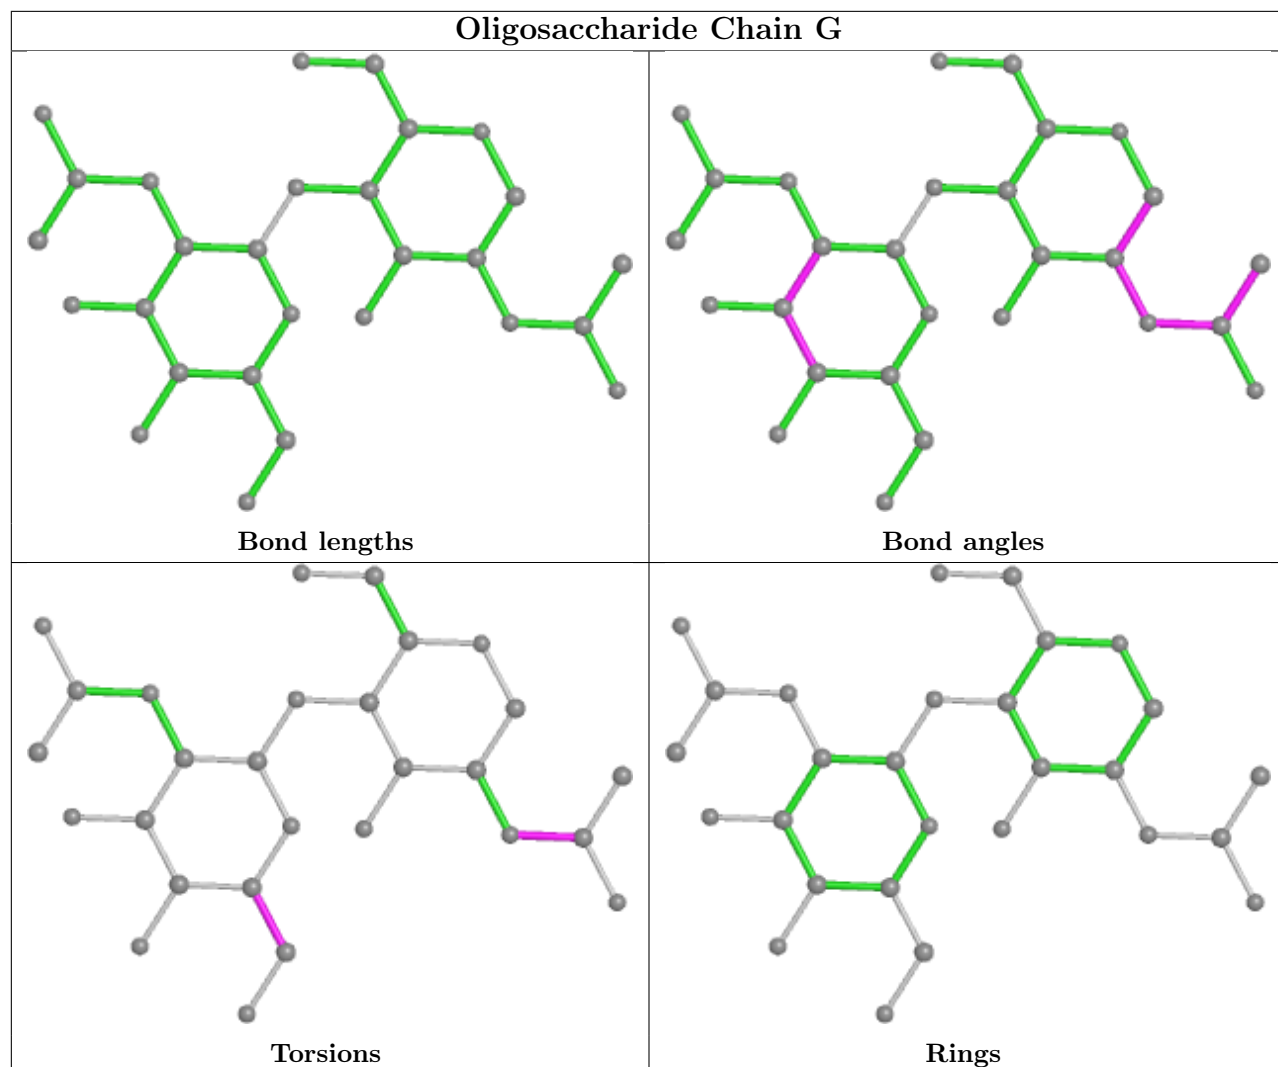 Oligosaccharide Chain G
Bond lengths
Bond angles
Torsions
Rings